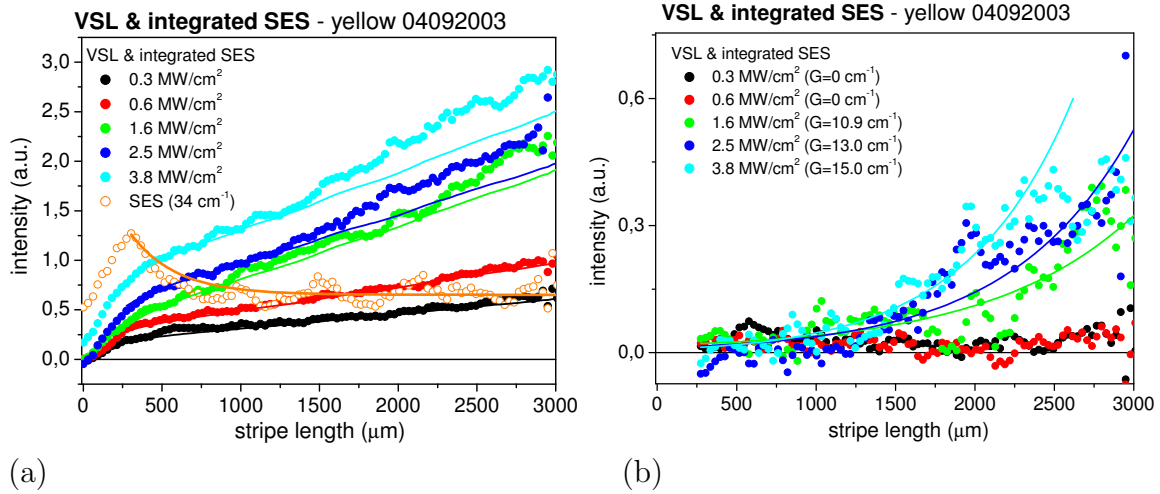 VSL & integrated SES - yellow 04092003
VSL & integrated SES
0.3 MW/cm²
0.6 MW/cm²
1.6 MW/cm²
2.5 MW/cm²
3.8 MW/cm²
SES (34 cm⁻¹)
3,0
2,5
2,0
1,5
1,0
0,5
0,0
intensity (a.u.)
0 500 1000 1500 2000 2500 3000
stripe length (μm)
(a)
VSL & integrated SES - yellow 04092003
VSL & integrated SES
0.3 MW/cm² (G=0 cm⁻¹)
0.6 MW/cm² (G=0 cm⁻¹)
1.6 MW/cm² (G=10.9 cm⁻¹)
2.5 MW/cm² (G=13.0 cm⁻¹)
3.8 MW/cm² (G=15.0 cm⁻¹)
0,6
0,3
0,0
intensity (a.u.)
0 500 1000 1500 2000 2500 3000
stripe length (μm)
(b)